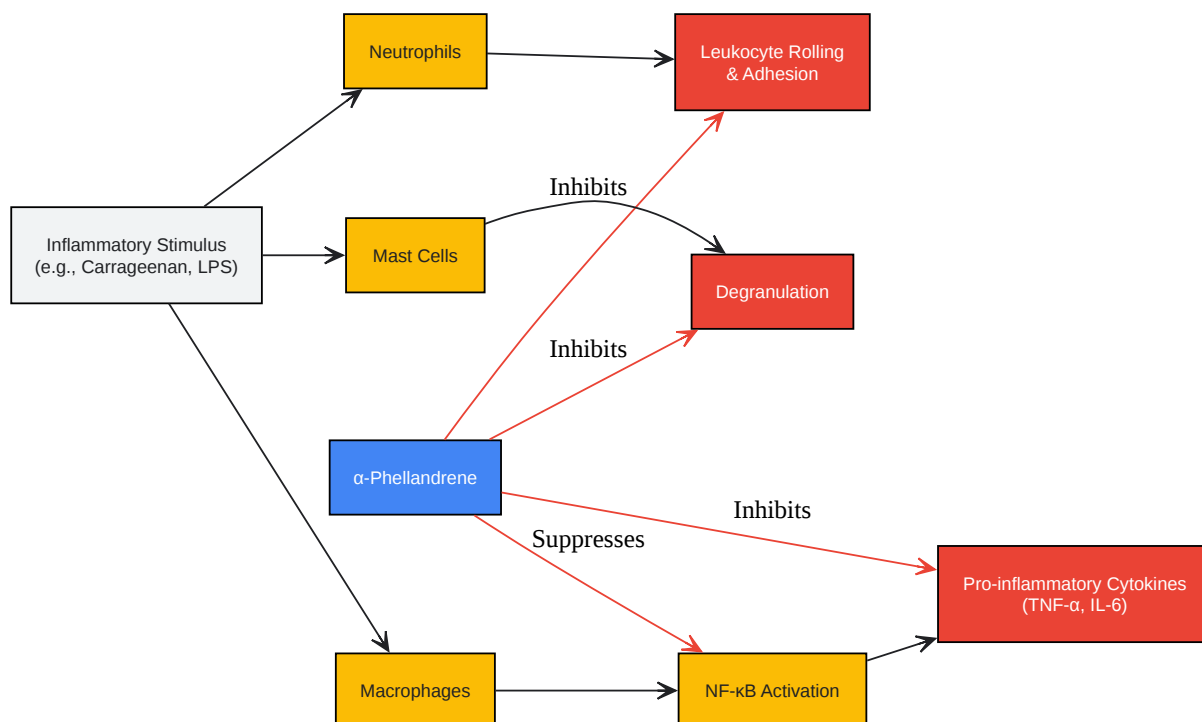 Neutrophils
Leukocyte Rolling
& Adhesion
Inhibits
Inflammatory Stimulus
(e.g., Carrageenan, LPS)
Mast Cells
Degranulation
Inhibits
α-Phellandrene
Inhibits
Suppresses
Pro-inflammatory Cytokines
(TNF-α, IL-6)
Macrophages
NF-κB Activation